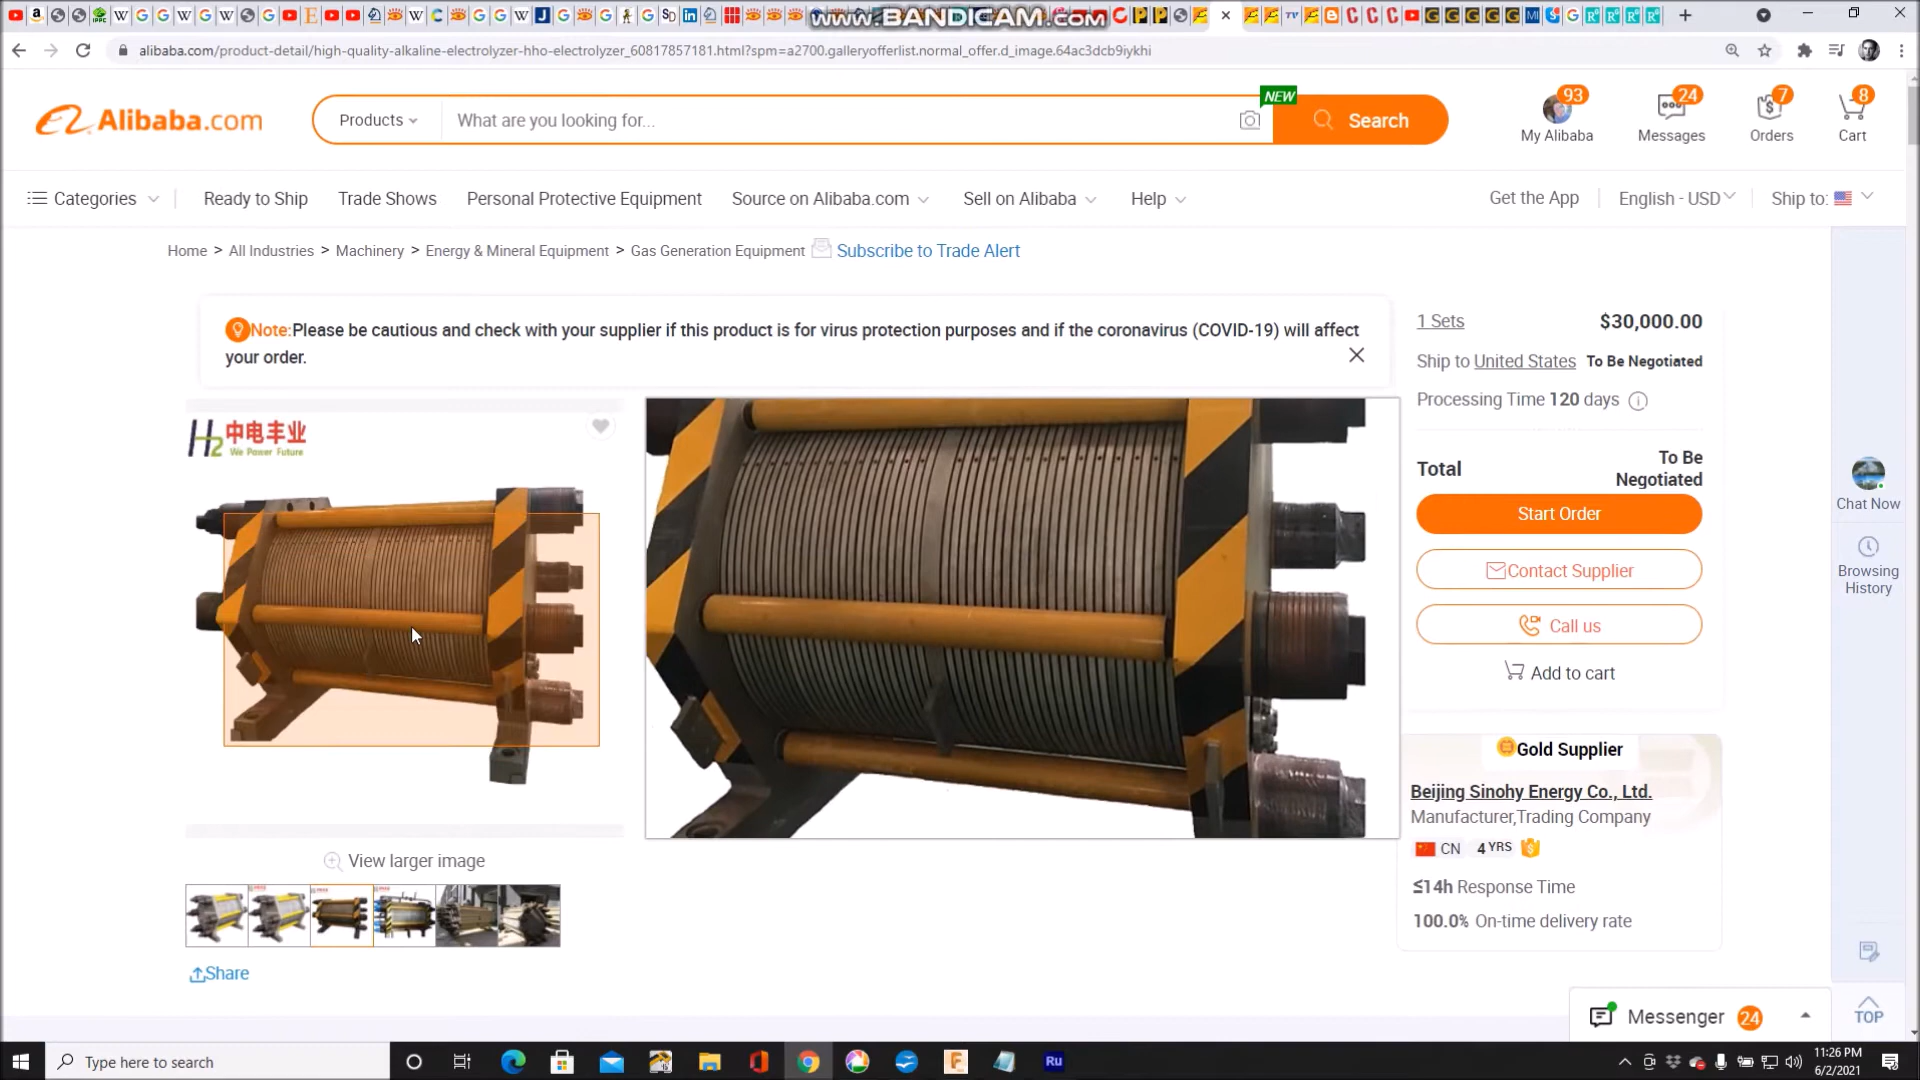 www.BANDICAM.com
alibaba.com/product-detail/high-quality-alkaline-electrolyzer-hho-electrolyzer_60817857181.html?spm=a2700.galleryofferlist.normal_offer.d_image.64ac3dcb9iykhi
Alibaba.com
Products
What are you looking for...
NEW
Search
93
My Alibaba
24
Messages
7
Orders
8
Cart
Categories
Ready to Ship
Trade Shows
Personal Protective Equipment
Source on Alibaba.com
Sell on Alibaba
Help
Get the App
English - USD
Ship to:
Home > All Industries > Machinery > Energy & Mineral Equipment > Gas Generation Equipment
Subscribe to Trade Alert
Note:Please be cautious and check with your supplier if this product is for virus protection purposes and if the coronavirus (COVID-19) will affect
your order.
1 Sets $30,000.00
Ship to United States To Be Negotiated
Processing Time 120 days
Total To Be
Negotiated
Start Order
Contact Supplier
Call us
Add to cart
H2 中电丰业
We Power Future
View larger image
Share
Gold Supplier
Beijing Sinohy Energy Co., Ltd.
Manufacturer,Trading Company
CN 4 YRS
≤14h Response Time
100.0% On-time delivery rate
Chat Now
Browsing
History
TOP
Messenger 24
Type here to search
Ru
11:26 PM
6/2/2021